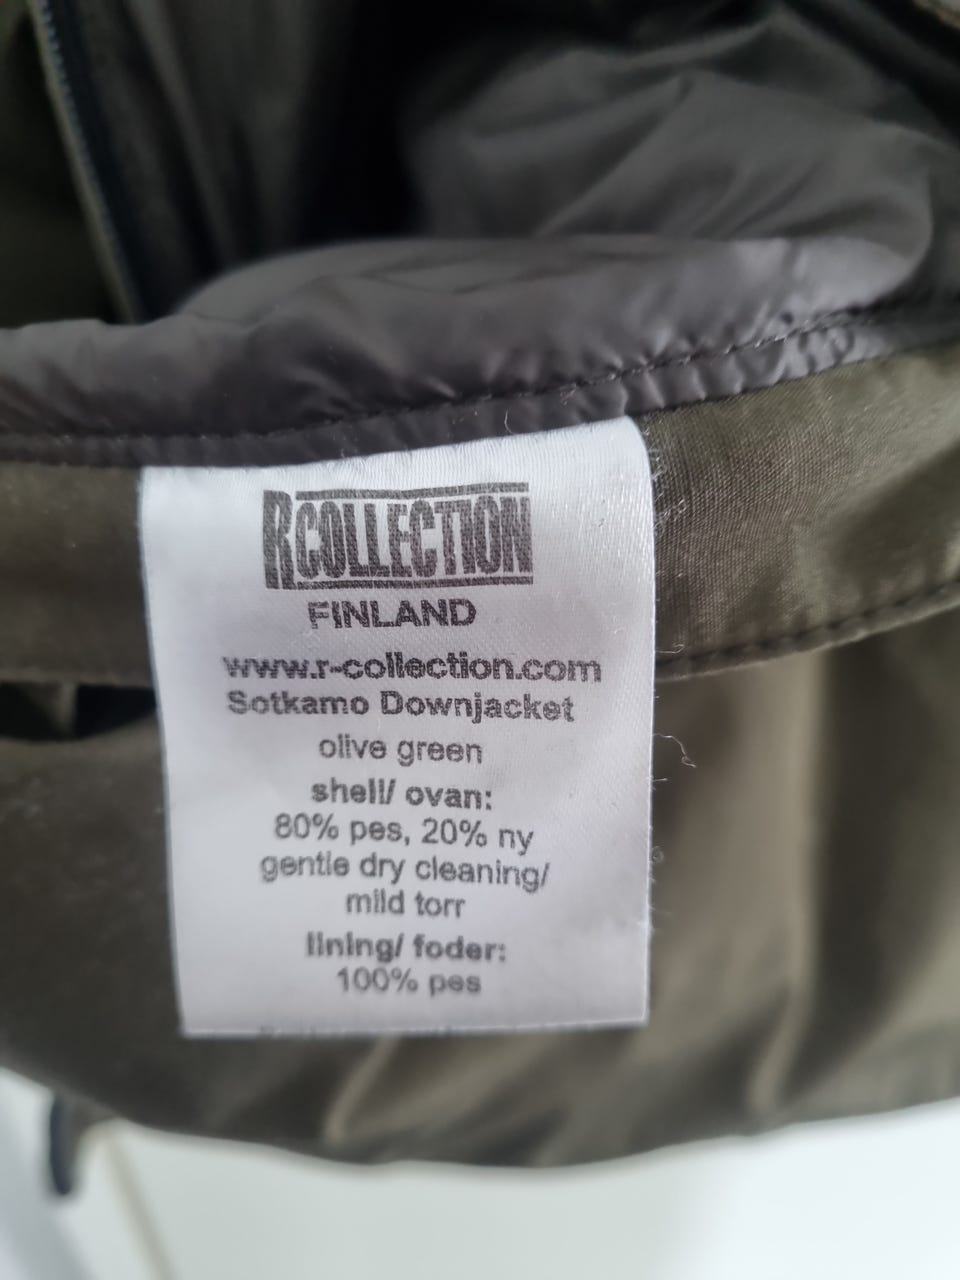 RCOLLECTION
FINLAND
www.r-collection.com
Sotkamo Downjacket
olive green
shell/ ovan:
80% pes, 20% ny
gentle dry cleaning/
mild torr
lining/ foder:
100% pes